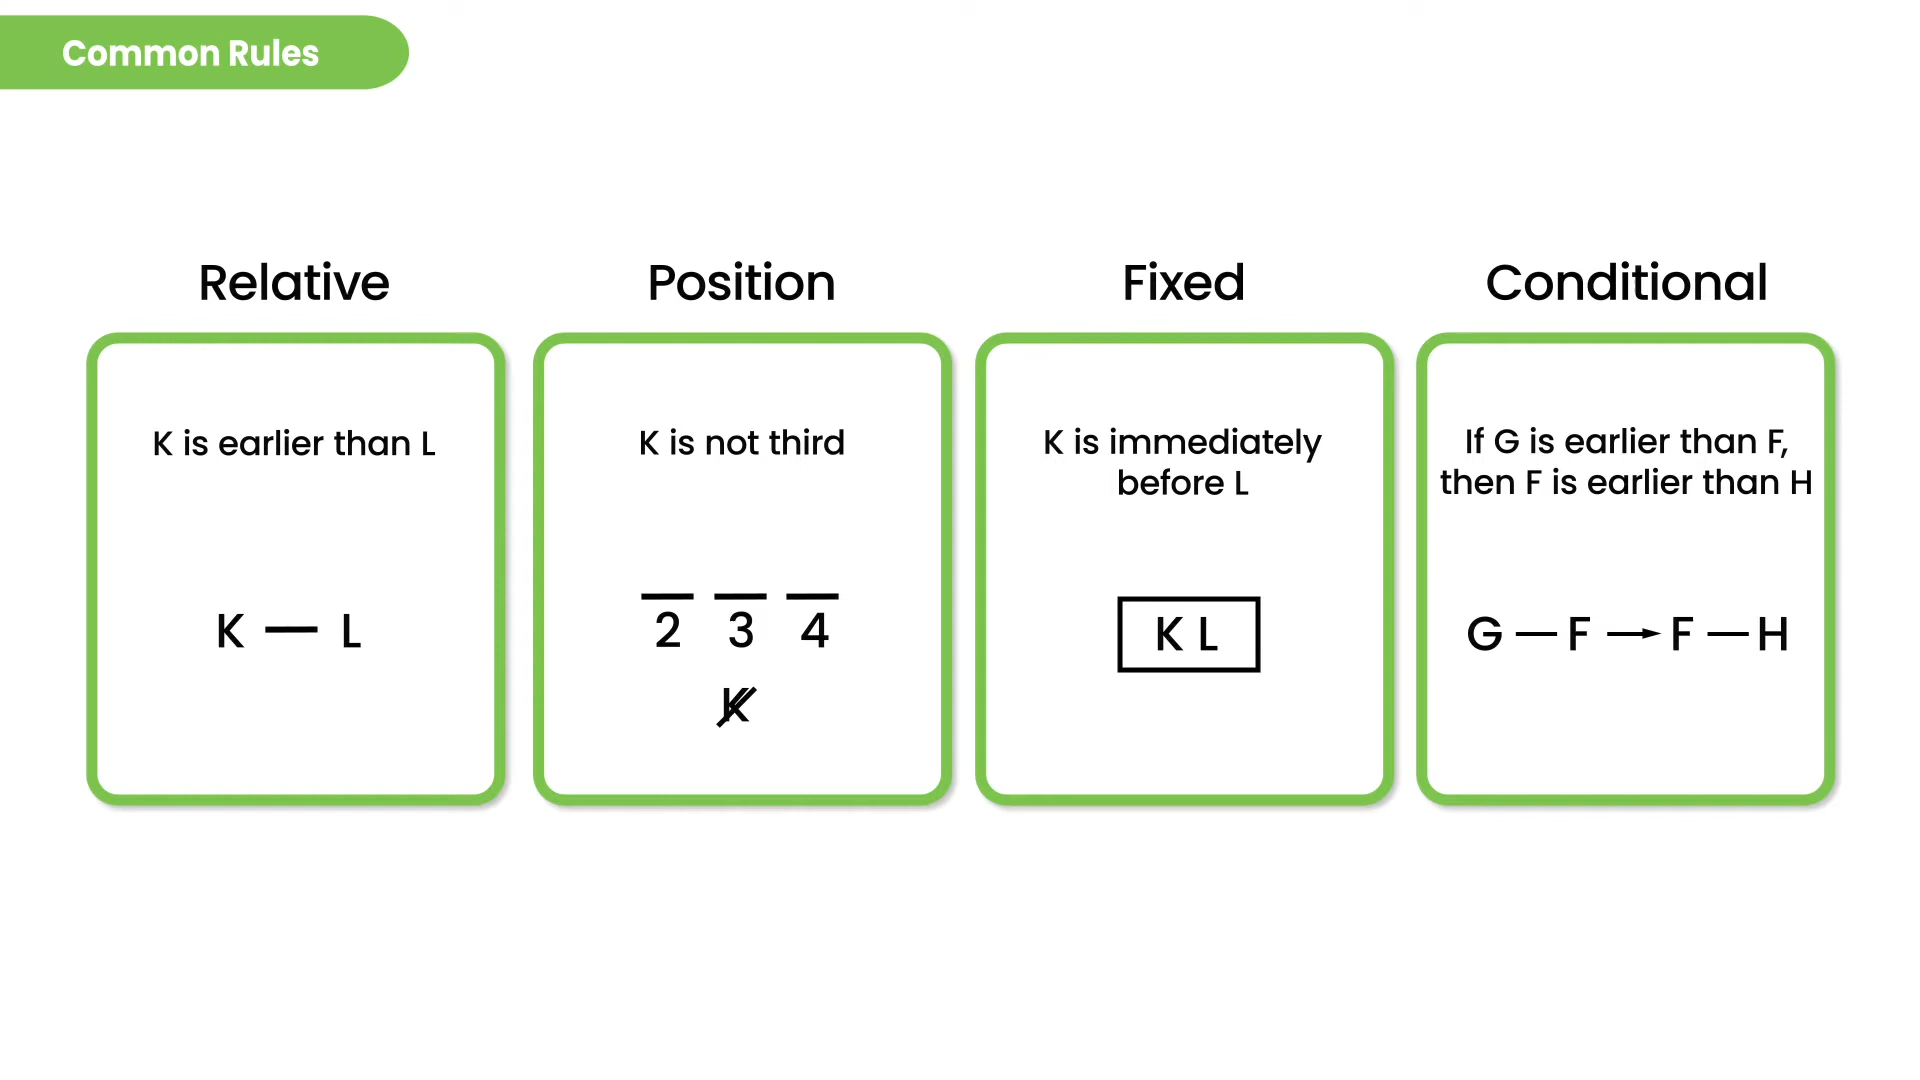 Common Rules
Relative
K is earlier than L
K — L
Position
K is not third
2 3 4
K
Fixed
K is immediately
before L
K L
Conditional
If G is earlier than F,
then F is earlier than H
G — F → F — H